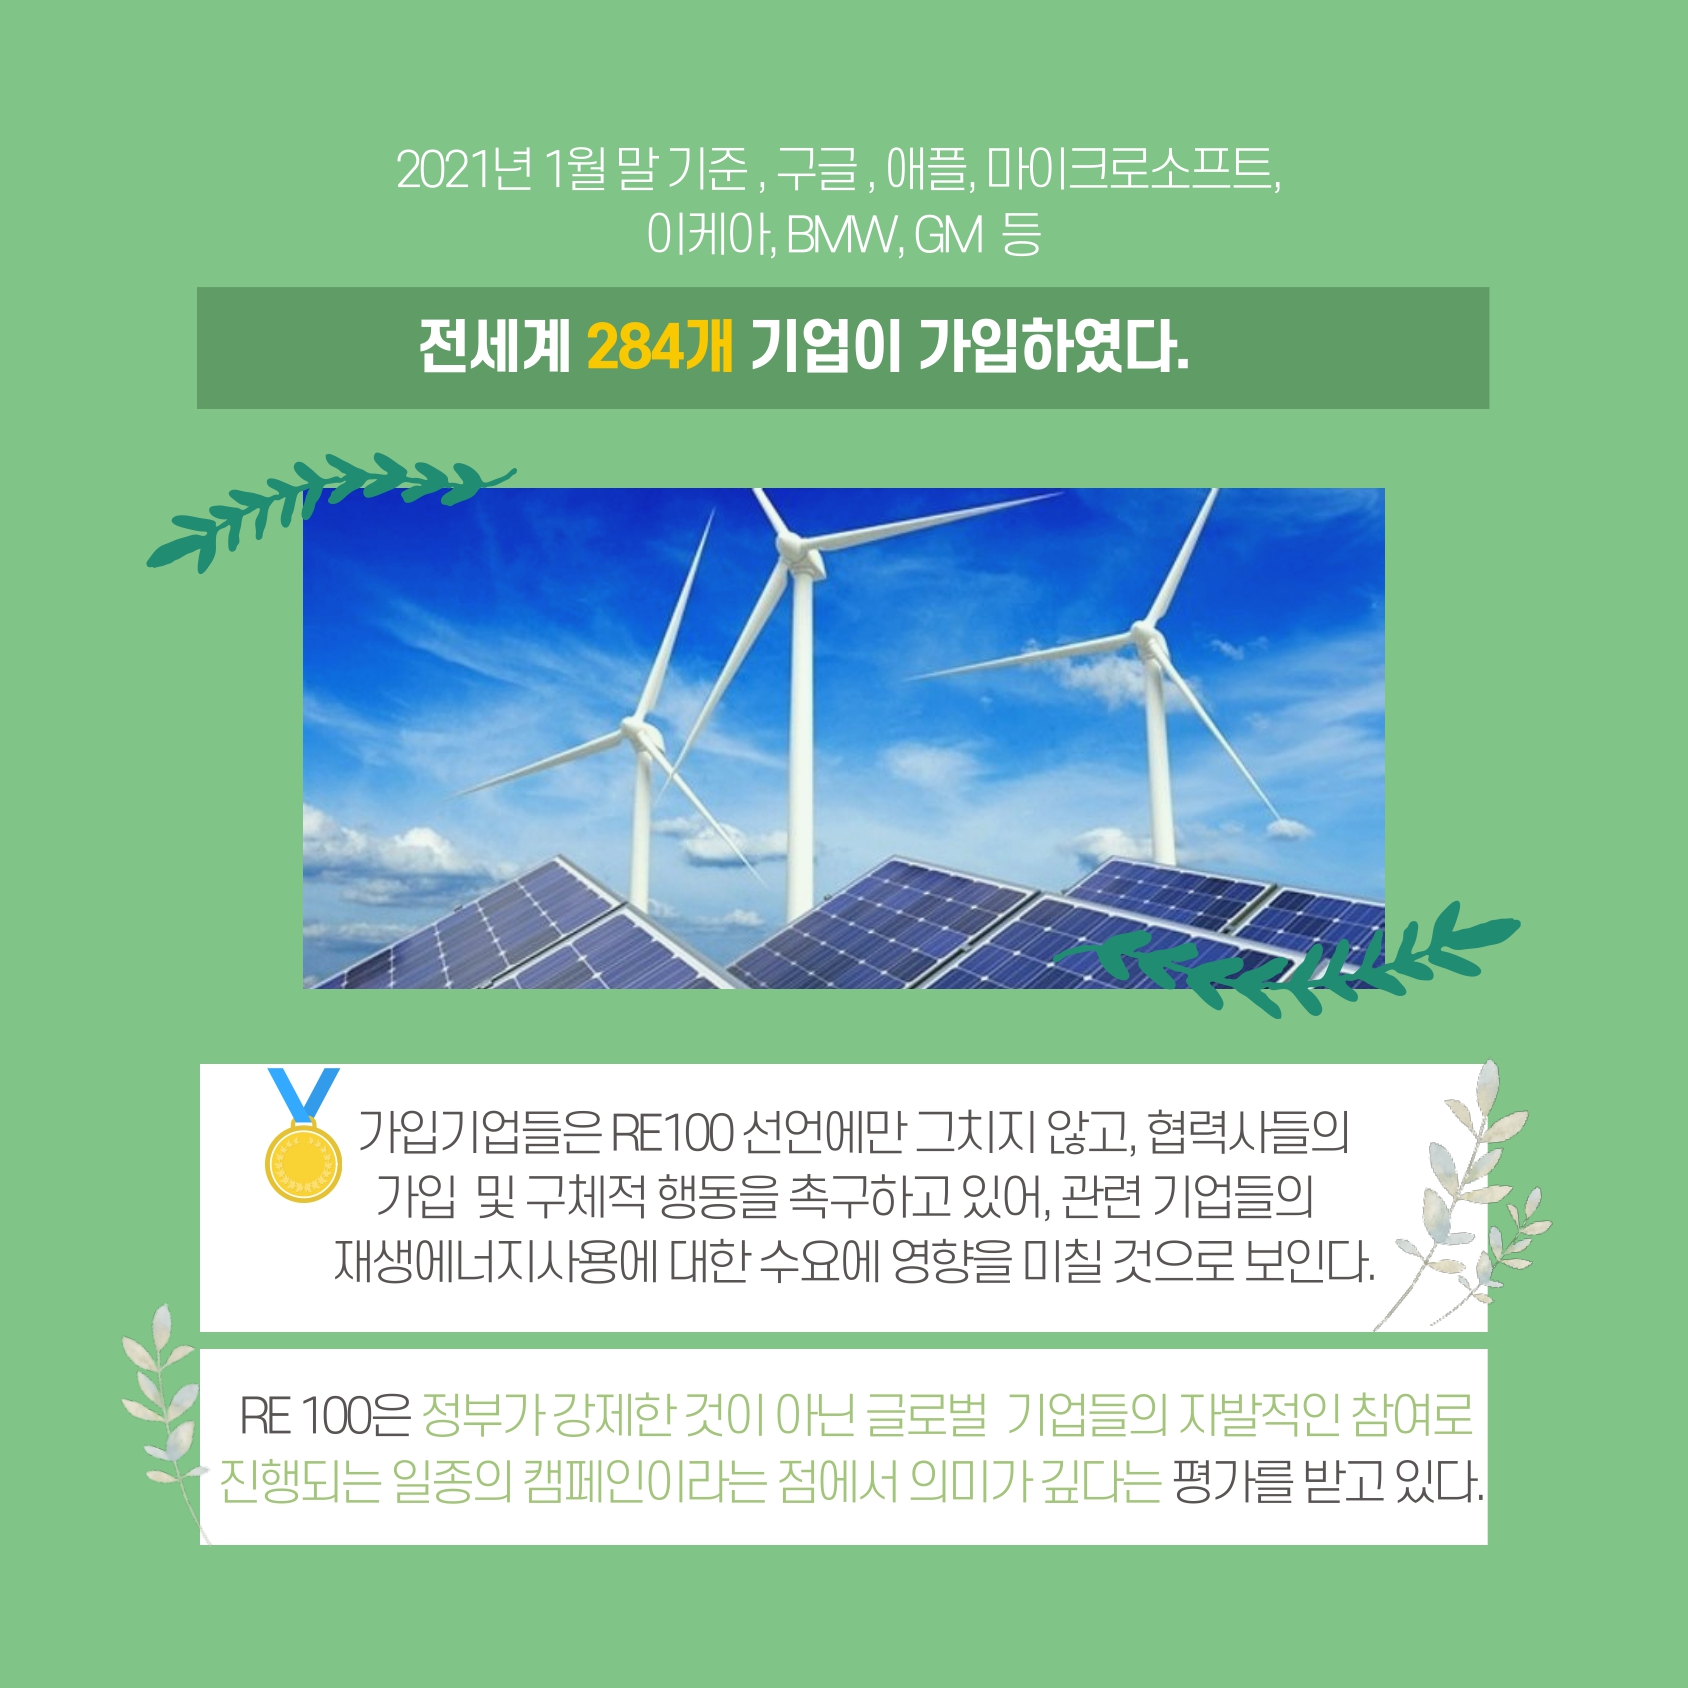 2021년 1월 말 기준 , 구글 , 애플, 마이크로소프트,
이케아, BMW, GM 등
전세계 284개 기업이 가입하였다.
가입기업들은 RE100 선언에만 그치지 않고, 협력사들의
가입 및 구체적 행동을 촉구하고 있어, 관련 기업들의
재생에너지사용에 대한 수요에 영향을 미칠 것으로 보인다.
RE 100은 정부가 강제한 것이 아닌 글로벌 기업들의 자발적인 참여로
진행되는 일종의 캠페인이라는 점에서 의미가 깊다는 평가를 받고 있다.